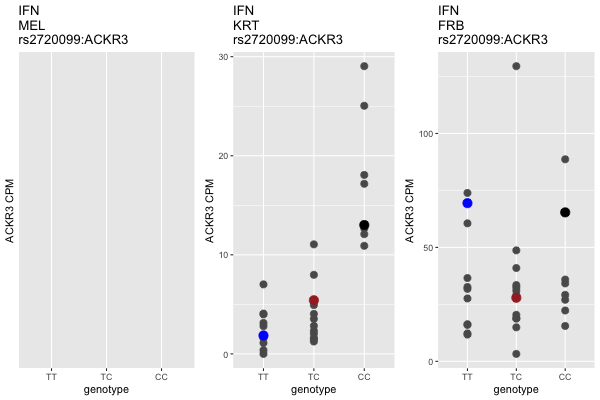 IFN
MEL
rs2720099:ACKR3
ACKR3 CPM
TT TC CC
genotype
IFN
KRT
rs2720099:ACKR3
ACKR3 CPM
30
20
10
0
TT TC CC
genotype
IFN
FRB
rs2720099:ACKR3
ACKR3 CPM
100
50
0
TT TC CC
genotype